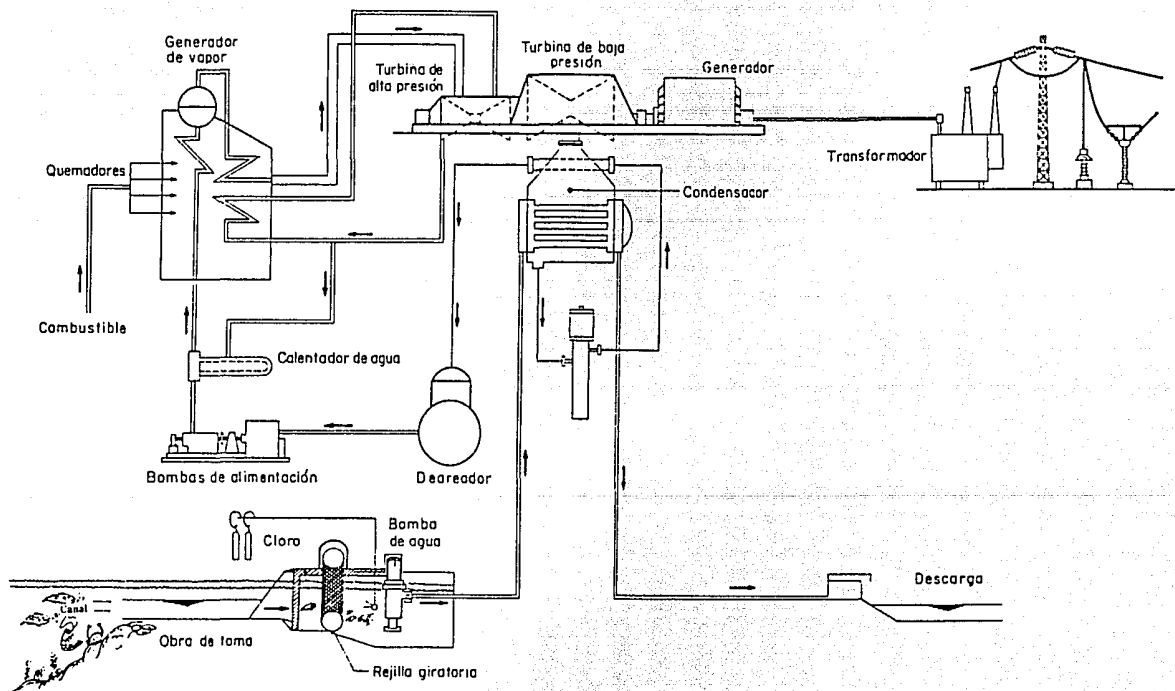 Generador
de vapor
Turbina de
alta presión
Turbina de baja
presión
Generador
Transformador
Quemadores
Condensacor
Combustible
Calentador de agua
Bombas de alimentación
Deareador
Cloro
Bomba
de agua
Canal
Obra de toma
Rejilla giratoria
Descarga